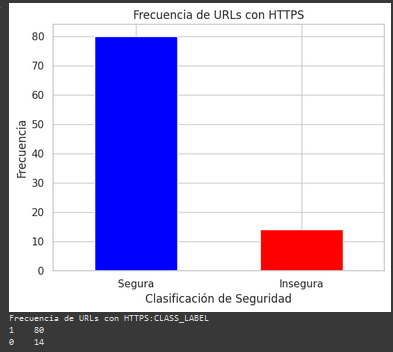 Frecuencia de URLs con HTTPS
80
70
60
50
40
30
20
10
0
Frecuencia
Segura Insegura
Clasificación de Seguridad
Frecuencia de URLs con HTTPS:CLASS_LABEL
1 80
0 14